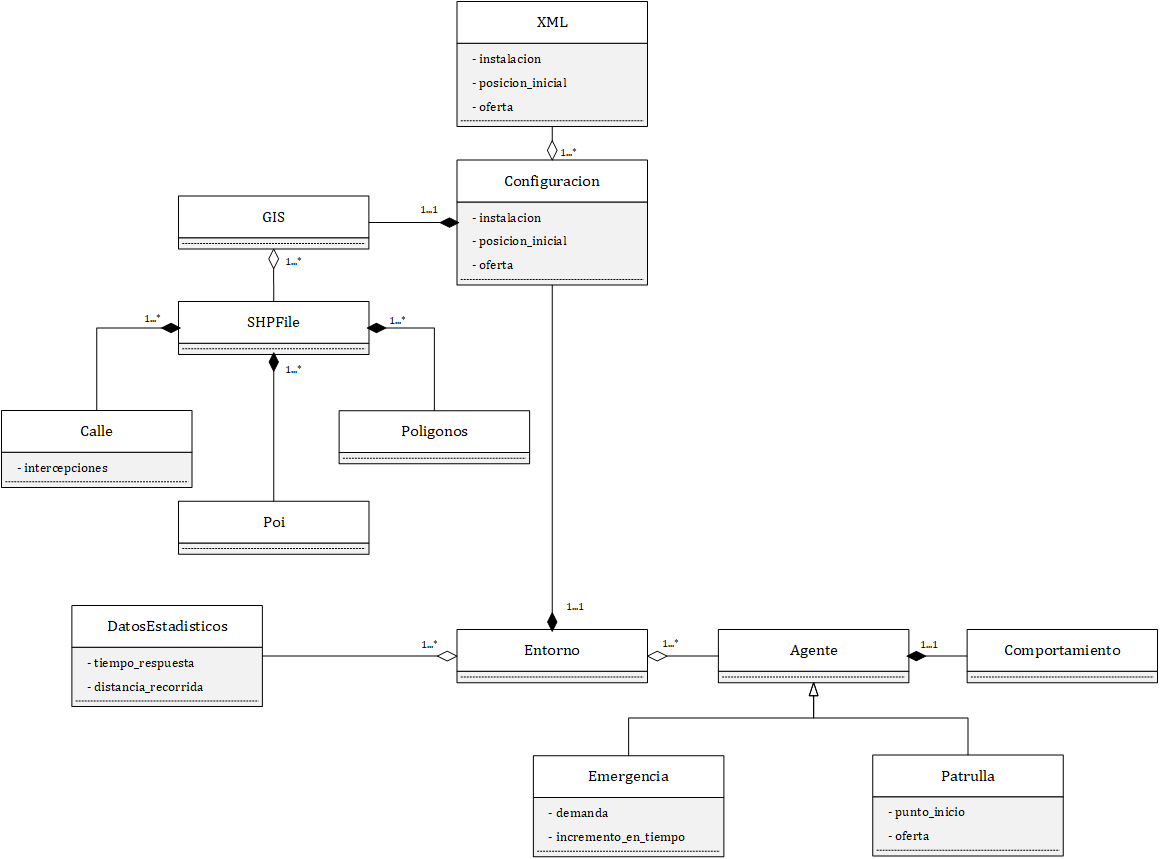 XML
- instalacion
- posicion_inicial
- oferta
1...*
Configuracion
- instalacion
- posicion_inicial
- oferta
1...1
GIS
1...*
SHPFile
1...*
1...*
1...*
Calle
- intercepciones
Poligonos
Poi
DatosEstadisticos
- tiempo_respuesta
- distancia_recorrida
1...*
1...1
Entorno
1...*
Agente
1...1
Comportamiento
Emergencia
- demanda
- incremento_en_tiempo
Patrulla
- punto_inicio
- oferta